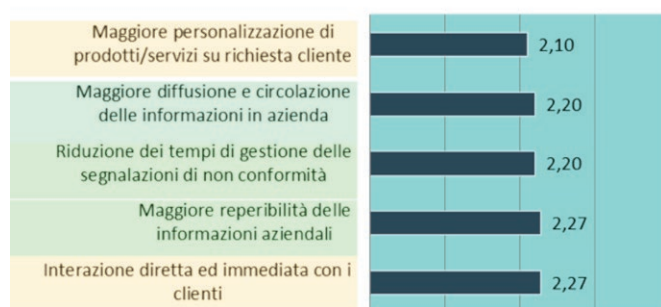 Maggiore personalizzazione di
prodotti/servizi su richiesta cliente
2,10
Maggiore diffusione e circolazione
delle informazioni in azienda
2,20
Riduzione dei tempi di gestione delle
segnalazioni di non conformità
2,20
Maggiore reperibilità delle
informazioni aziendali
2,27
Interazione diretta ed immediata con i
clienti
2,27